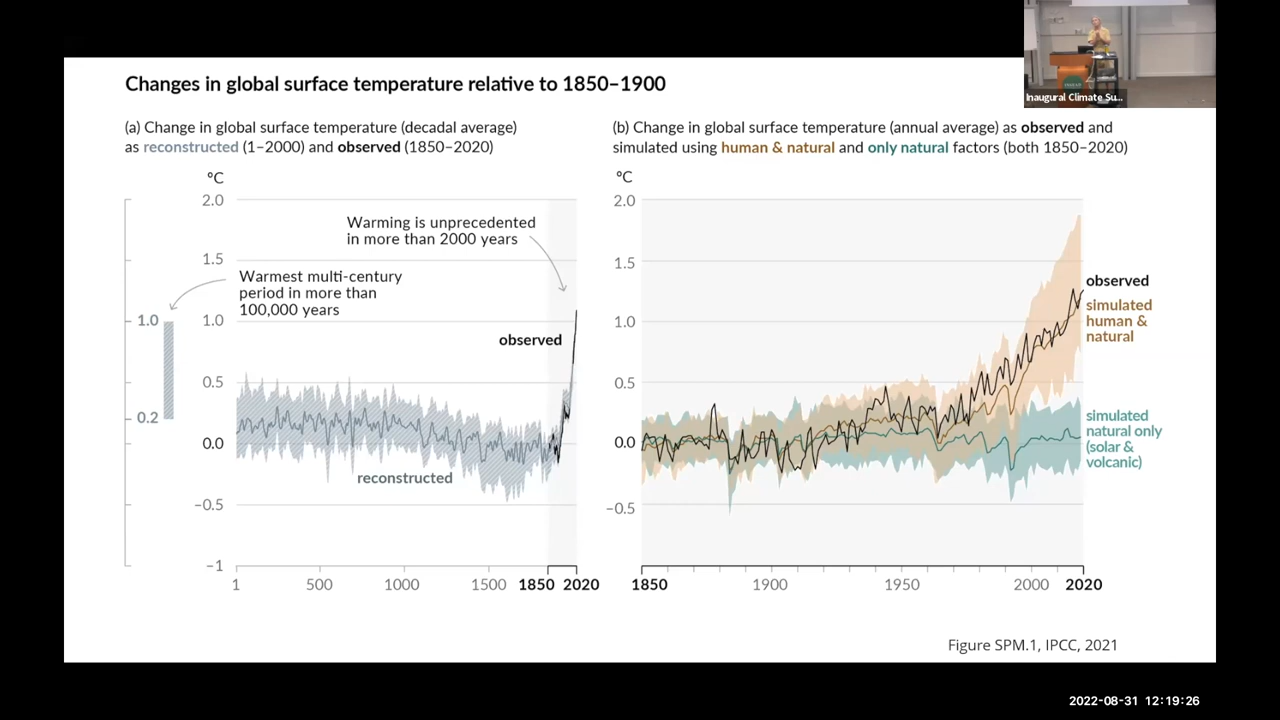 Inaugural Climate Su...
Changes in global surface temperature relative to 1850–1900
(a) Change in global surface temperature (decadal average)
as reconstructed (1–2000) and observed (1850–2020)
°C
2.0
1.5
1.0
0.5
0.0
–0.5
–1
1.0
0.2
Warming is unprecedented
in more than 2000 years
Warmest multi-century
period in more than
100,000 years
observed
reconstructed
1
500
1000
1500
1850
2020
(b) Change in global surface temperature (annual average) as observed and
simulated using human & natural and only natural factors (both 1850–2020)
°C
2.0
1.5
1.0
0.5
0.0
–0.5
observed
simulated
human &
natural
simulated
natural only
(solar &
volcanic)
1850
1900
1950
2000
2020
Figure SPM.1, IPCC, 2021
2022-08-31 12:19:26